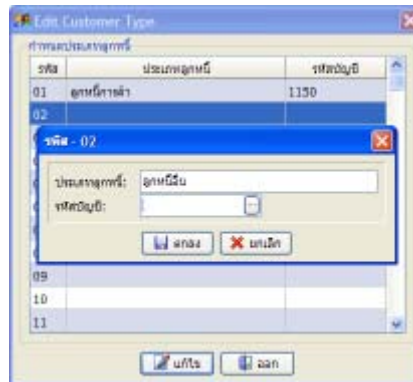 Edit Customer Type
กำหนดประเภทลูกหนี้
รหัส ประเภทลูกหนี้ รหัสบัญชี
01 ลูกหนี้การค้า 1150
02
รหัส - 02
ประเภทลูกหนี้: ลูกหนี้อื่น
รหัสบัญชี:
ตกลง ยกเลิก
09
10
11
แก้ไข ออก